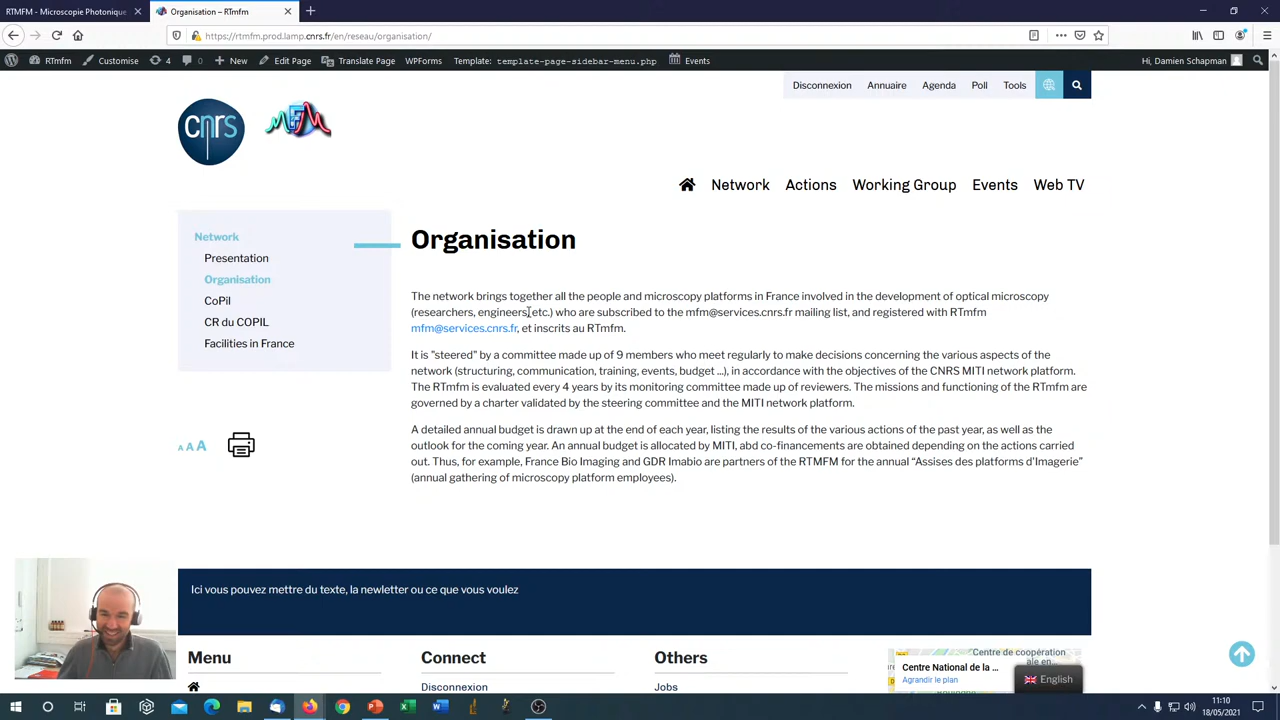 RTMFM - Microscopie Photonique
Organisation – RTmfm
https://rtmfm.prod.lamp.cnrs.fr/en/reseau/organisation/
RTmfm Customise 4 0 New Edit Page Translate Page WPForms Template: template-page-sidebar-menu.php Events Hi, Damien Schapman
Disconnexion Annuaire Agenda Poll Tools
cnrs MFM
Network Actions Working Group Events Web TV
Network
Presentation
Organisation
CoPil
CR du COPIL
Facilities in France
A A A
Organisation
The network brings together all the people and microscopy platforms in France involved in the development of optical microscopy
(researchers, engineers, etc.) who are subscribed to the mfm@services.cnrs.fr mailing list, and registered with RTmfm
mfm@services.cnrs.fr, et inscrits au RTmfm.
It is "steered" by a committee made up of 9 members who meet regularly to make decisions concerning the various aspects of the
network (structuring, communication, training, events, budget ...), in accordance with the objectives of the CNRS MITI network platform.
The RTmfm is evaluated every 4 years by its monitoring committee made up of reviewers. The missions and functioning of the RTmfm are
governed by a charter validated by the steering committee and the MITI network platform.
A detailed annual budget is drawn up at the end of each year, listing the results of the various actions of the past year, as well as the
outlook for the coming year. An annual budget is allocated by MITI, abd co-financements are obtained depending on the actions carried
out. Thus, for example, France Bio Imaging and GDR Imabio are partners of the RTMFM for the annual “Assises des platforms d'Imagerie”
(annual gathering of microscopy platform employees).
Ici vous pouvez mettre du texte, la newletter ou ce que vous voulez
Menu
Connect
Disconnexion
Others
Jobs
Centre de coopération
ale en...
Centre National de la ...
Agrandir le plan
English
11:10
18/05/2021